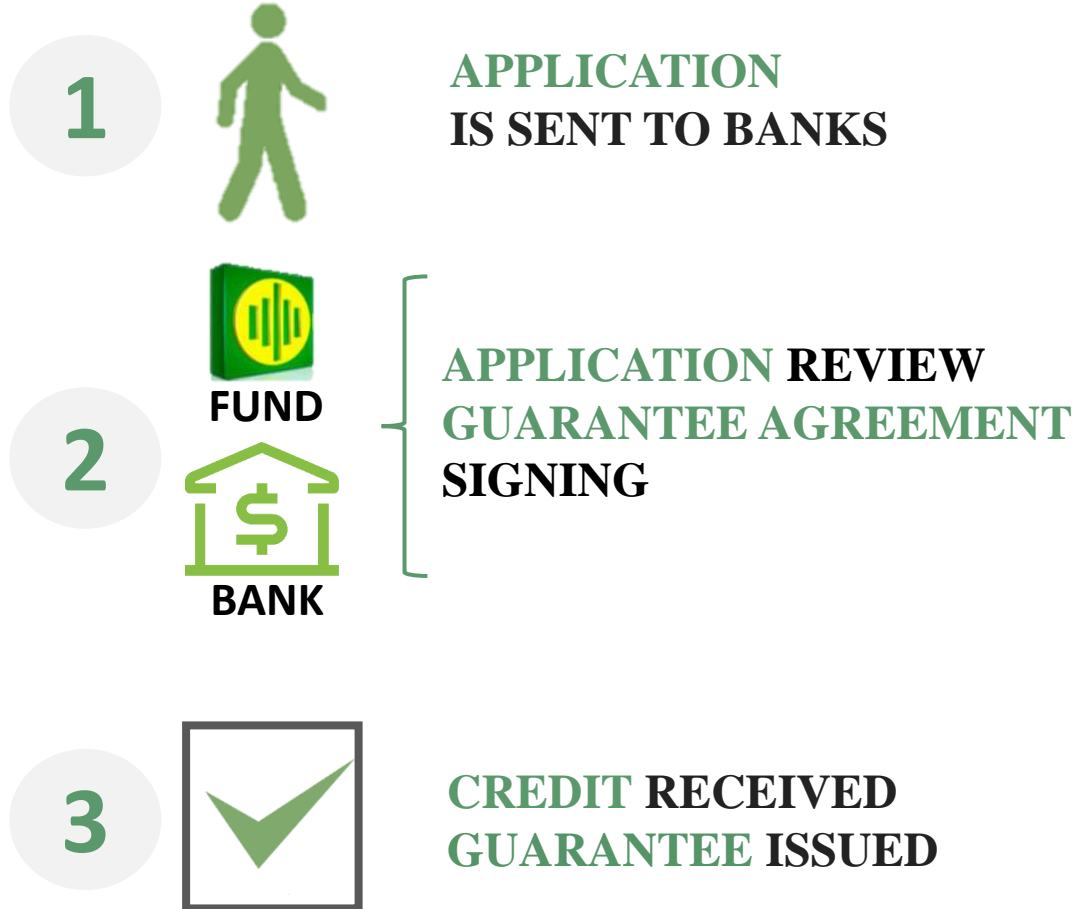 1
APPLICATION
IS SENT TO BANKS
2
FUND
BANK
APPLICATION REVIEW
GUARANTEE AGREEMENT
SIGNING
3
CREDIT RECEIVED
GUARANTEE ISSUED